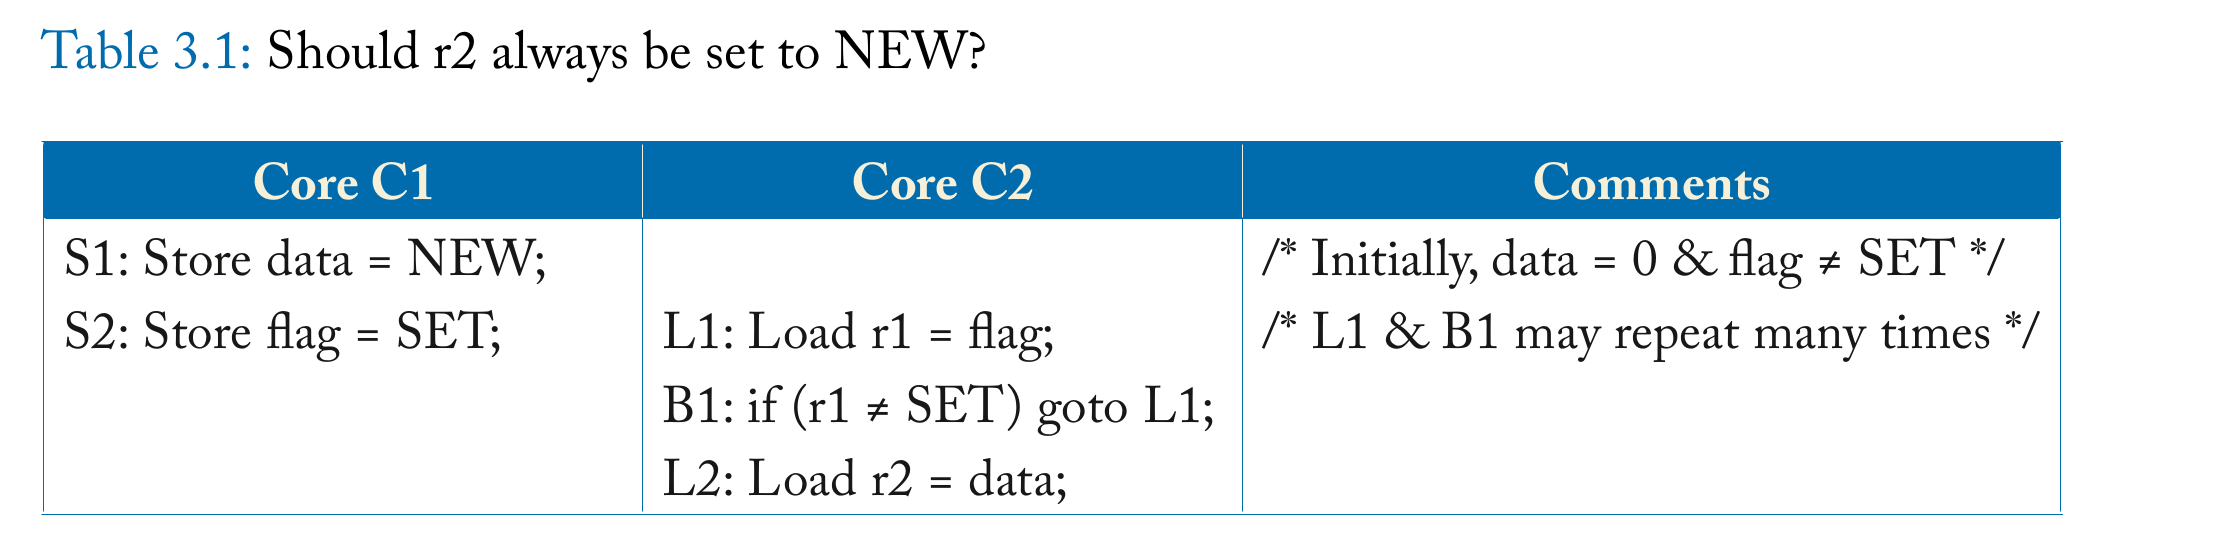 Table 3.1: Should r2 always be set to NEW?
Core C1 Core C2 Comments
S1: Store data = NEW; /* Initially, data = 0 & flag ≠ SET */
S2: Store flag = SET; L1: Load r1 = flag; /* L1 & B1 may repeat many times */
B1: if (r1 ≠ SET) goto L1;
L2: Load r2 = data;